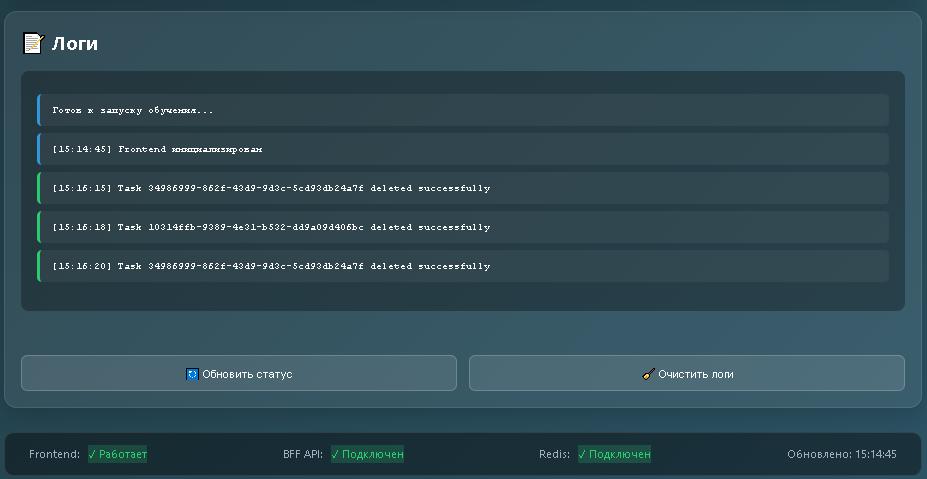 Логи
Готов к запуску обучения...
[15:14:45] Frontend инициализирован
[15:16:15] Task 34986999-862f-43d9-9d3c-5cd93db24a7f deleted successfully
[15:16:18] Task 10314ffb-9389-4e31-b532-dd9a09d406bc deleted successfully
[15:16:20] Task 34986999-862f-43d9-9d3c-5cd93db24a7f deleted successfully
Обновить статус
Очистить логи
Frontend: ✓ Работает BFF API: ✓ Подключен Redis: ✓ Подключен Обновлено: 15:14:45